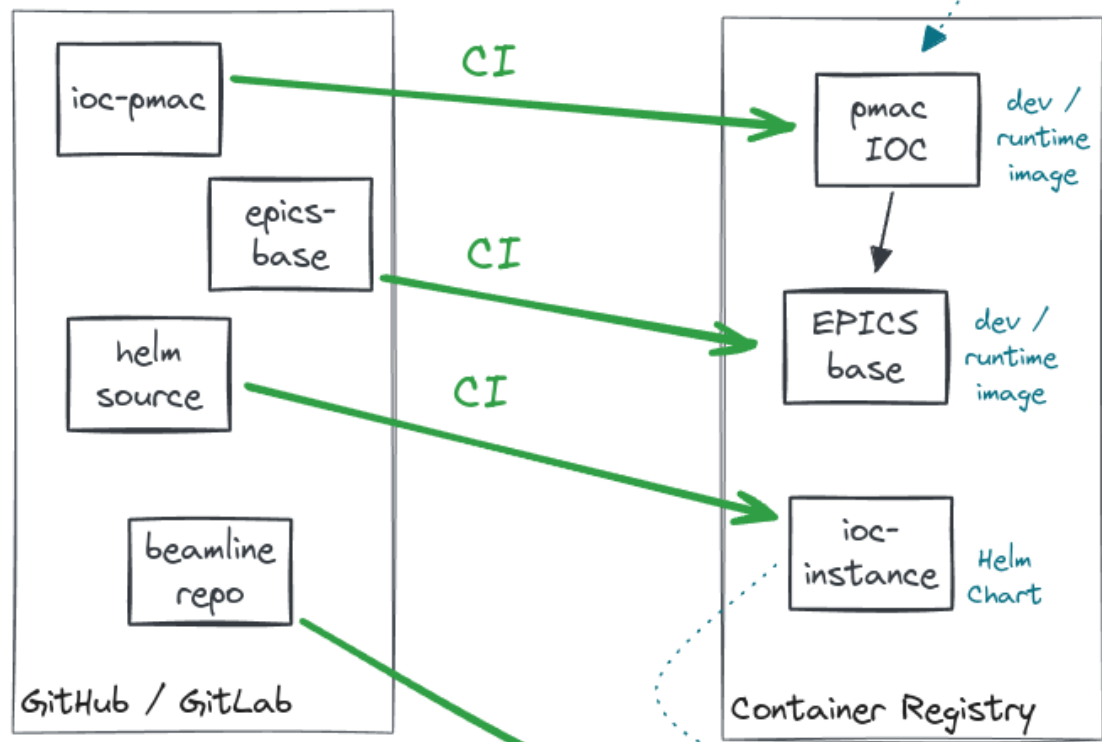 ioc-pmac
epics-
base
helm
source
beamline
repo
GitHub / GitLab
CI
CI
CI
pmac
IOC
dev /
runtime
image
EPICS
base
dev /
runtime
image
ioc-
instance
Helm
Chart
Container Registry